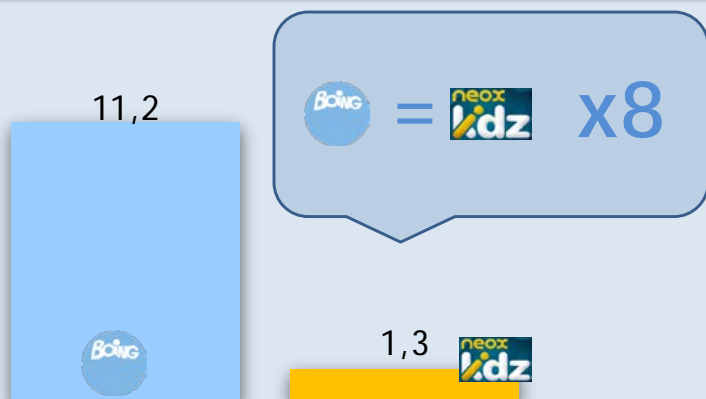 11,2
BOING = neox kidz x8
1,3
neox kidz
BOING